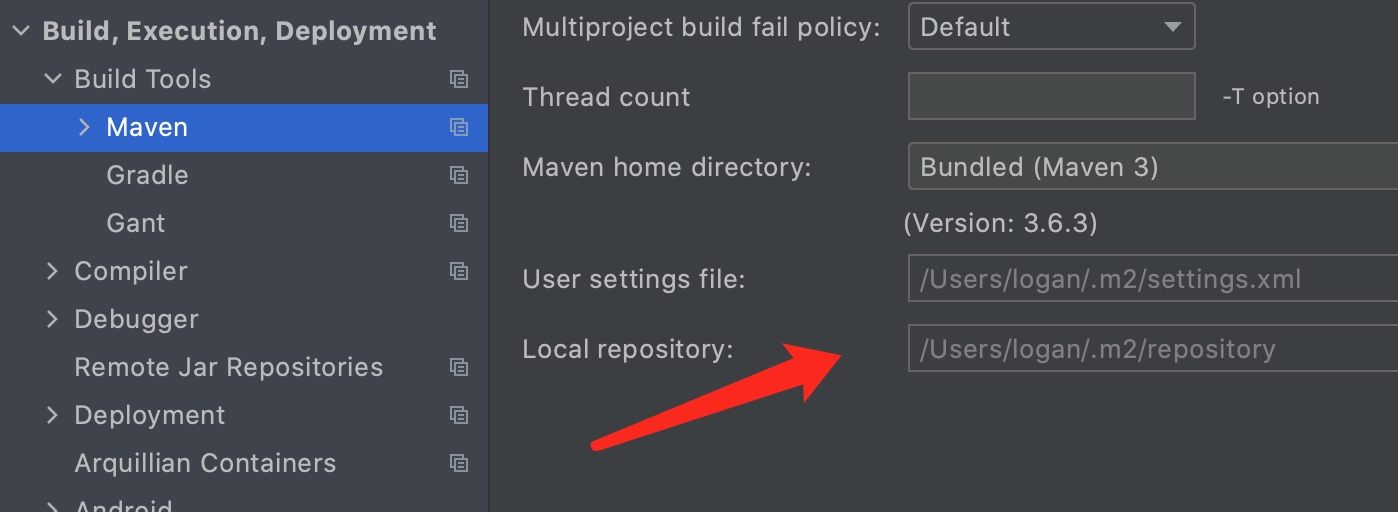 Build, Execution, Deployment
Build Tools
Maven
Gradle
Gant
Compiler
Debugger
Remote Jar Repositories
Deployment
Arquillian Containers
Android
Multiproject build fail policy: Default
Thread count -T option
Maven home directory: Bundled (Maven 3)
(Version: 3.6.3)
User settings file: /Users/logan/.m2/settings.xml
Local repository: /Users/logan/.m2/repository